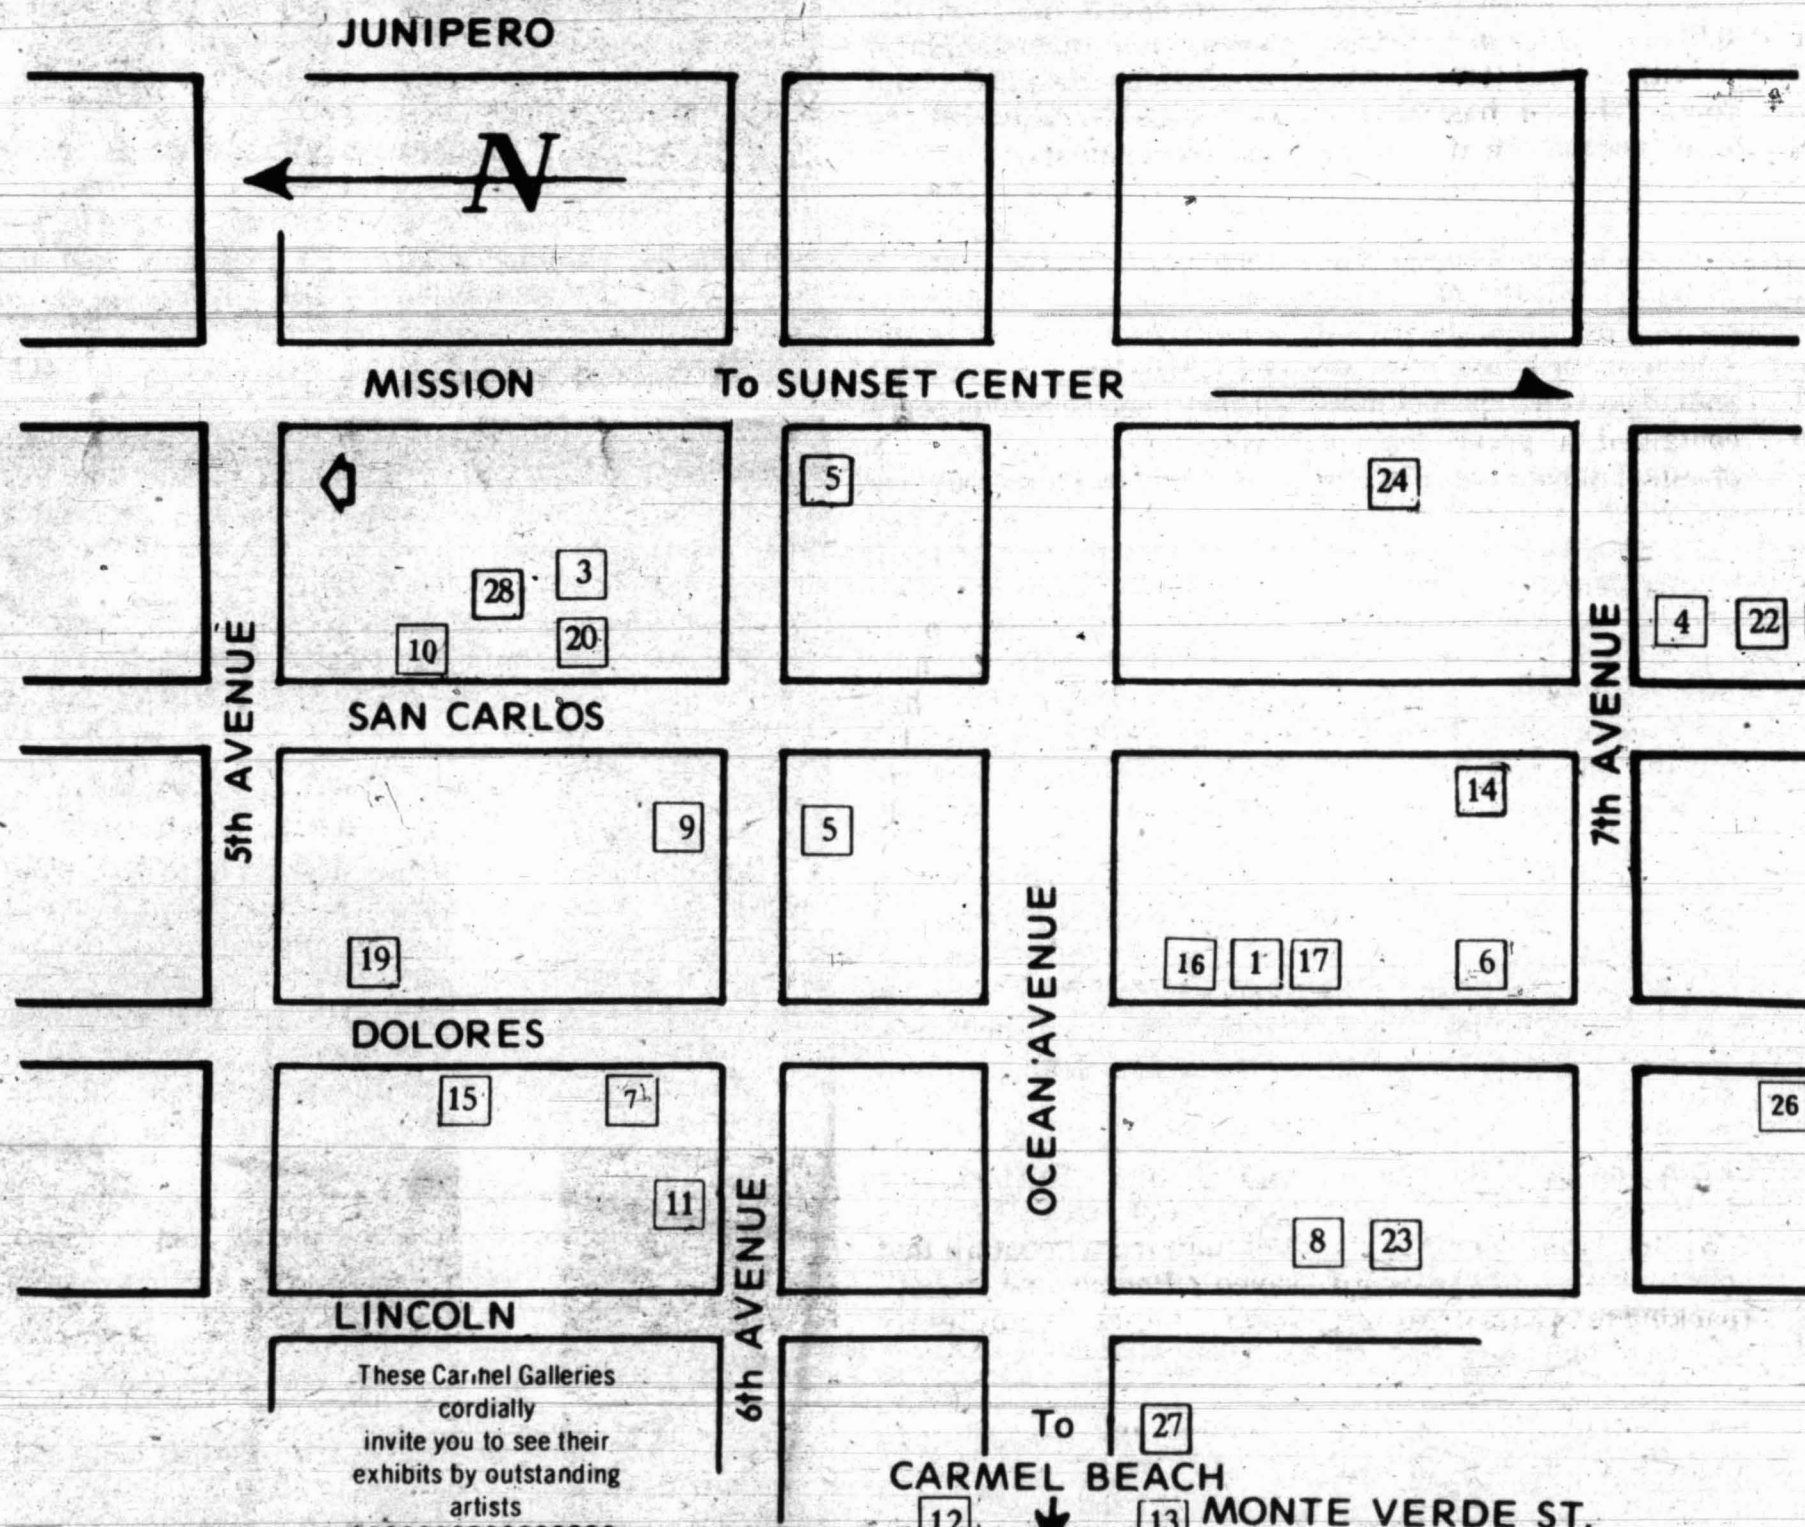 JUNIPERO
N
MISSION To SUNSET CENTER
5 24
28 3
10 20
4 22
5th AVENUE
SAN CARLOS
7th AVENUE
14
9 5
19
16 1 17 6
DOLORES
OCEAN AVENUE
15 7
26
11
6th AVENUE
8 23
LINCOLN
These Carmel Galleries
cordially
invite you to see their
exhibits by outstanding
artists
To 27
CARMEL BEACH
12 13 MONTE VERDE ST.